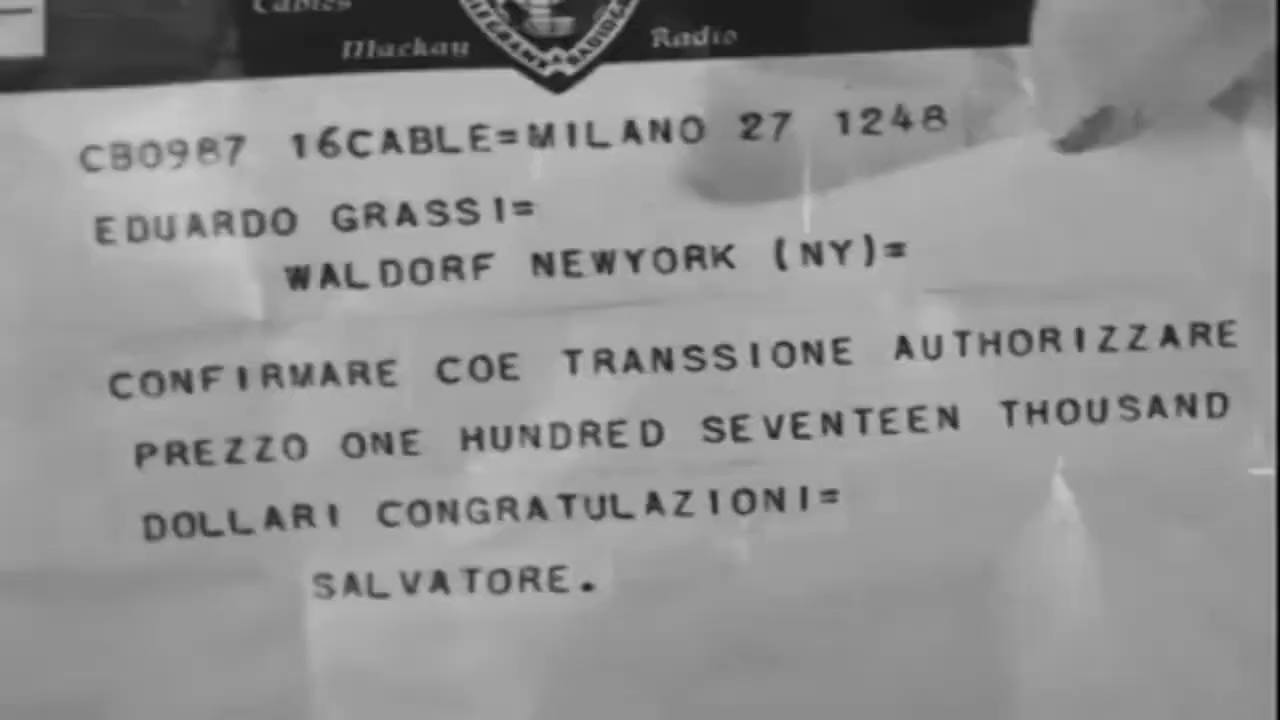 Cables
Mackay Radio
CB0987 16CABLE=MILANO 27 1248
EDUARDO GRASSI=
WALDORF NEWYORK (NY)=
CONFIRMARE COE TRANSSIONE AUTHORIZZARE
PREZZO ONE HUNDRED SEVENTEEN THOUSAND
DOLLARI CONGRATULAZIONI=
SALVATORE.